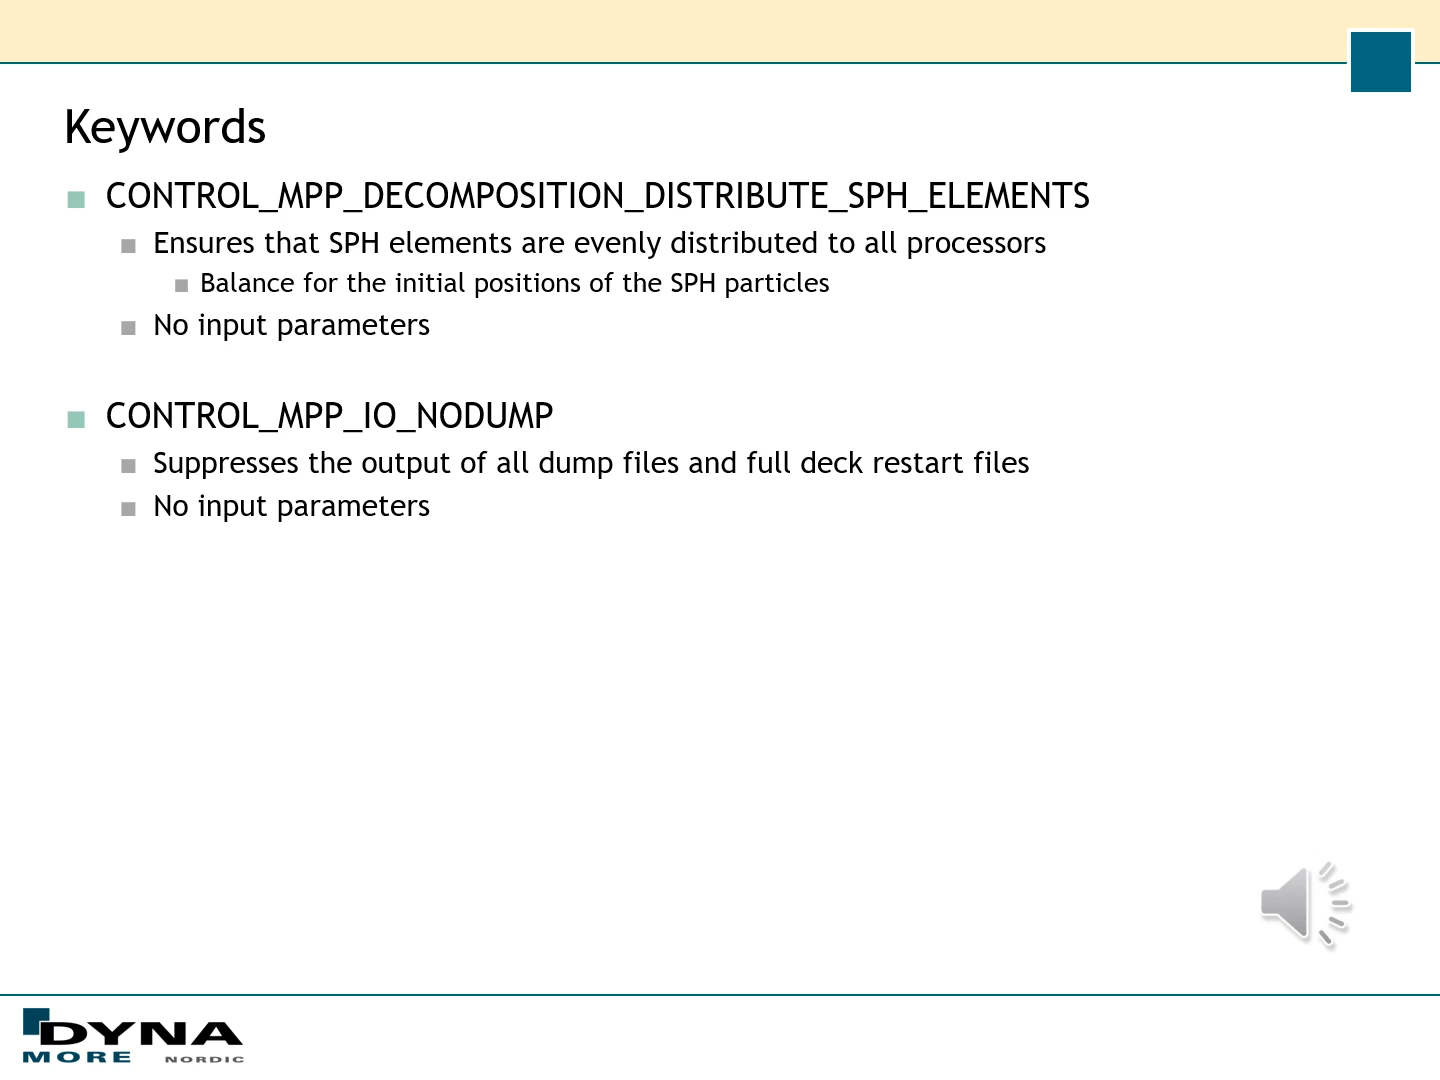 Keywords
CONTROL_MPP_DECOMPOSITION_DISTRIBUTE_SPH_ELEMENTS
Ensures that SPH elements are evenly distributed to all processors
Balance for the initial positions of the SPH particles
No input parameters
CONTROL_MPP_IO_NODUMP
Suppresses the output of all dump files and full deck restart files
No input parameters
DYNA
MORE NORDIC